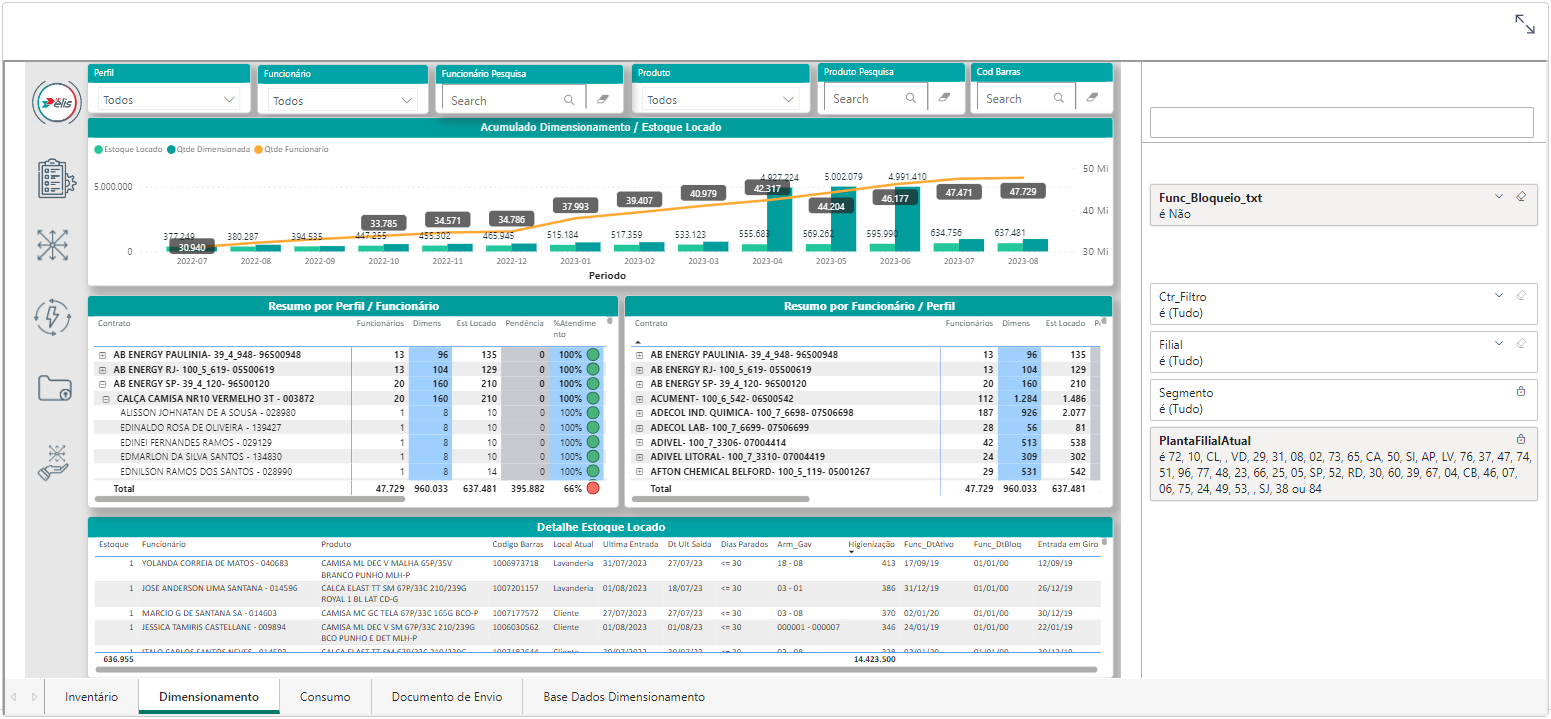 Perfil
Todos
Funcionário
Todos
Funcionário Pesquisa
Search
Produto
Todos
Produto Pesquisa
Search
Cod Barras
Search
elis
Acumulado Dimensionamento / Estoque Locado
Estoque Locado Qtde Dimensionada Qtde Funcionário
5.000.000
0
50 Mi
40 Mi
30 Mi
377.249 380.287 394.535 447.255 455.302 465.945 515.184 517.359 533.123 555.683 569.262 595.990 634.756 637.481
4.927.224 5.002.079 4.991.410
30.940 33.785 34.571 34.786 37.993 39.407 40.979 42.317 44.204 46.177 47.471 47.729
2022-07 2022-08 2022-09 2022-10 2022-11 2022-12 2023-01 2023-02 2023-03 2023-04 2023-05 2023-06 2023-07 2023-08
Periodo
Resumo por Perfil / Funcionário
Contrato Funcionários Dimens Est Locado Pendência %Atendime
nto
AB ENERGY PAULINIA- 39_4_948- 96500948 13 96 135 0 100%
AB ENERGY RJ- 100_5_619- 05500619 13 104 129 0 100%
AB ENERGY SP- 39_4_120- 96500120 20 160 210 0 100%
CALÇA CAMISA NR10 VERMELHO 3T - 003872 20 160 210 0 100%
ALISSON JOHNATAN DE A SOUSA - 028980 1 8 10 0 100%
EDINALDO ROSA DE OLIVEIRA - 139427 1 8 10 0 100%
EDINEI FERNANDES RAMOS - 029129 1 8 10 0 100%
EDMARLON DA SILVA SANTOS - 134830 1 8 10 0 100%
EDNILSON RAMOS DOS SANTOS - 028990 1 8 14 0 100%
Total 47.729 960.033 637.481 395.882 66%
Resumo por Funcionário / Perfil
Contrato Funcionários Dimens Est Locado
AB ENERGY PAULINIA- 39_4_948- 96500948 13 96 135
AB ENERGY RJ- 100_5_619- 05500619 13 104 129
AB ENERGY SP- 39_4_120- 96500120 20 160 210
ACUMENT- 100_6_542- 06500542 112 1.284 1.486
ADECOL IND. QUIMICA- 100_7_6698- 07506698 187 926 2.077
ADECOL LAB- 100_7_6699- 07506699 28 56 81
ADIVEL- 100_7_3306- 07004414 42 513 538
ADIVEL LITORAL- 100_7_3310- 07004419 24 309 302
AFTON CHEMICAL BELFORD- 100_5_119- 05001267 29 531 542
Total 47.729 960.033 637.481
Detalhe Estoque Locado
Estoque Funcionário Produto Codigo Barras Local Atual Ultima Entrada Dt Ult Saída Dias Parados Arm_Gav Higienização Func_DtAtivo Func_DtBloq Entrada em Giro
1 YOLANDA CORREIA DE MATOS - 040683 CAMISA ML DEC V MALHA 65P/35V 1006973718 Lavanderia 31/07/2023 27/07/23 <= 30 18 - 08 413 17/09/19 01/01/00 12/09/19
BRANCO PUNHO MLH-P
1 JOSE ANDERSON LIMA SANTANA - 014596 CALCA ELAST TT SM 67P/33C 210/239G 1007201157 Lavanderia 01/08/2023 18/07/23 <= 30 03 - 01 386 31/12/19 01/01/00 26/12/19
ROYAL 1 BL LAT CD-G
1 MARCIO G DE SANTANA SA - 014603 CAMISA MC GC TELA 67P/33C 165G BCO-P 1007177572 Cliente 27/07/2023 27/07/23 <= 30 03 - 08 370 02/01/20 01/01/00 30/12/19
1 JESSICA TAMIRIS CASTELLANE - 009894 CAMISA ML DEC V SM 67P/33C 210/239G 1006030562 Cliente 01/08/2023 01/08/23 <= 30 000001 - 000007 346 24/01/19 01/01/00 22/01/19
BCO PUNHO E DET MLH-P
636.955 14.423.500
Func_Bloqueio_txt
é Não
Ctr_Filtro
é (Tudo)
Filial
é (Tudo)
Segmento
é (Tudo)
PlantaFilialAtual
é 72, 10, CL, , VD, 29, 31, 08, 02, 73, 65, CA, 50, SI, AP, LV, 76, 37, 47, 74,
51, 96, 77, 48, 23, 66, 25, 05, SP, 52, RD, 30, 60, 39, 67, 04, CB, 46, 07,
06, 75, 24, 49, 53, , SJ, 38 ou 84
Inventário Dimensionamento Consumo Documento de Envio Base Dados Dimensionamento